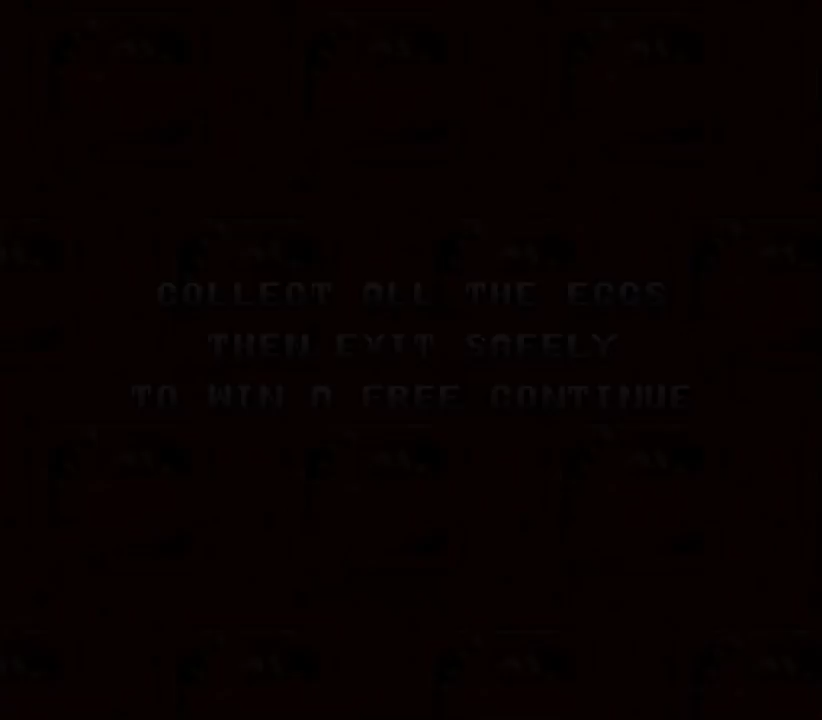 COLLECT ALL THE EGGS
THEN EXIT SAFELY
TO WIN A FREE CONTINUE